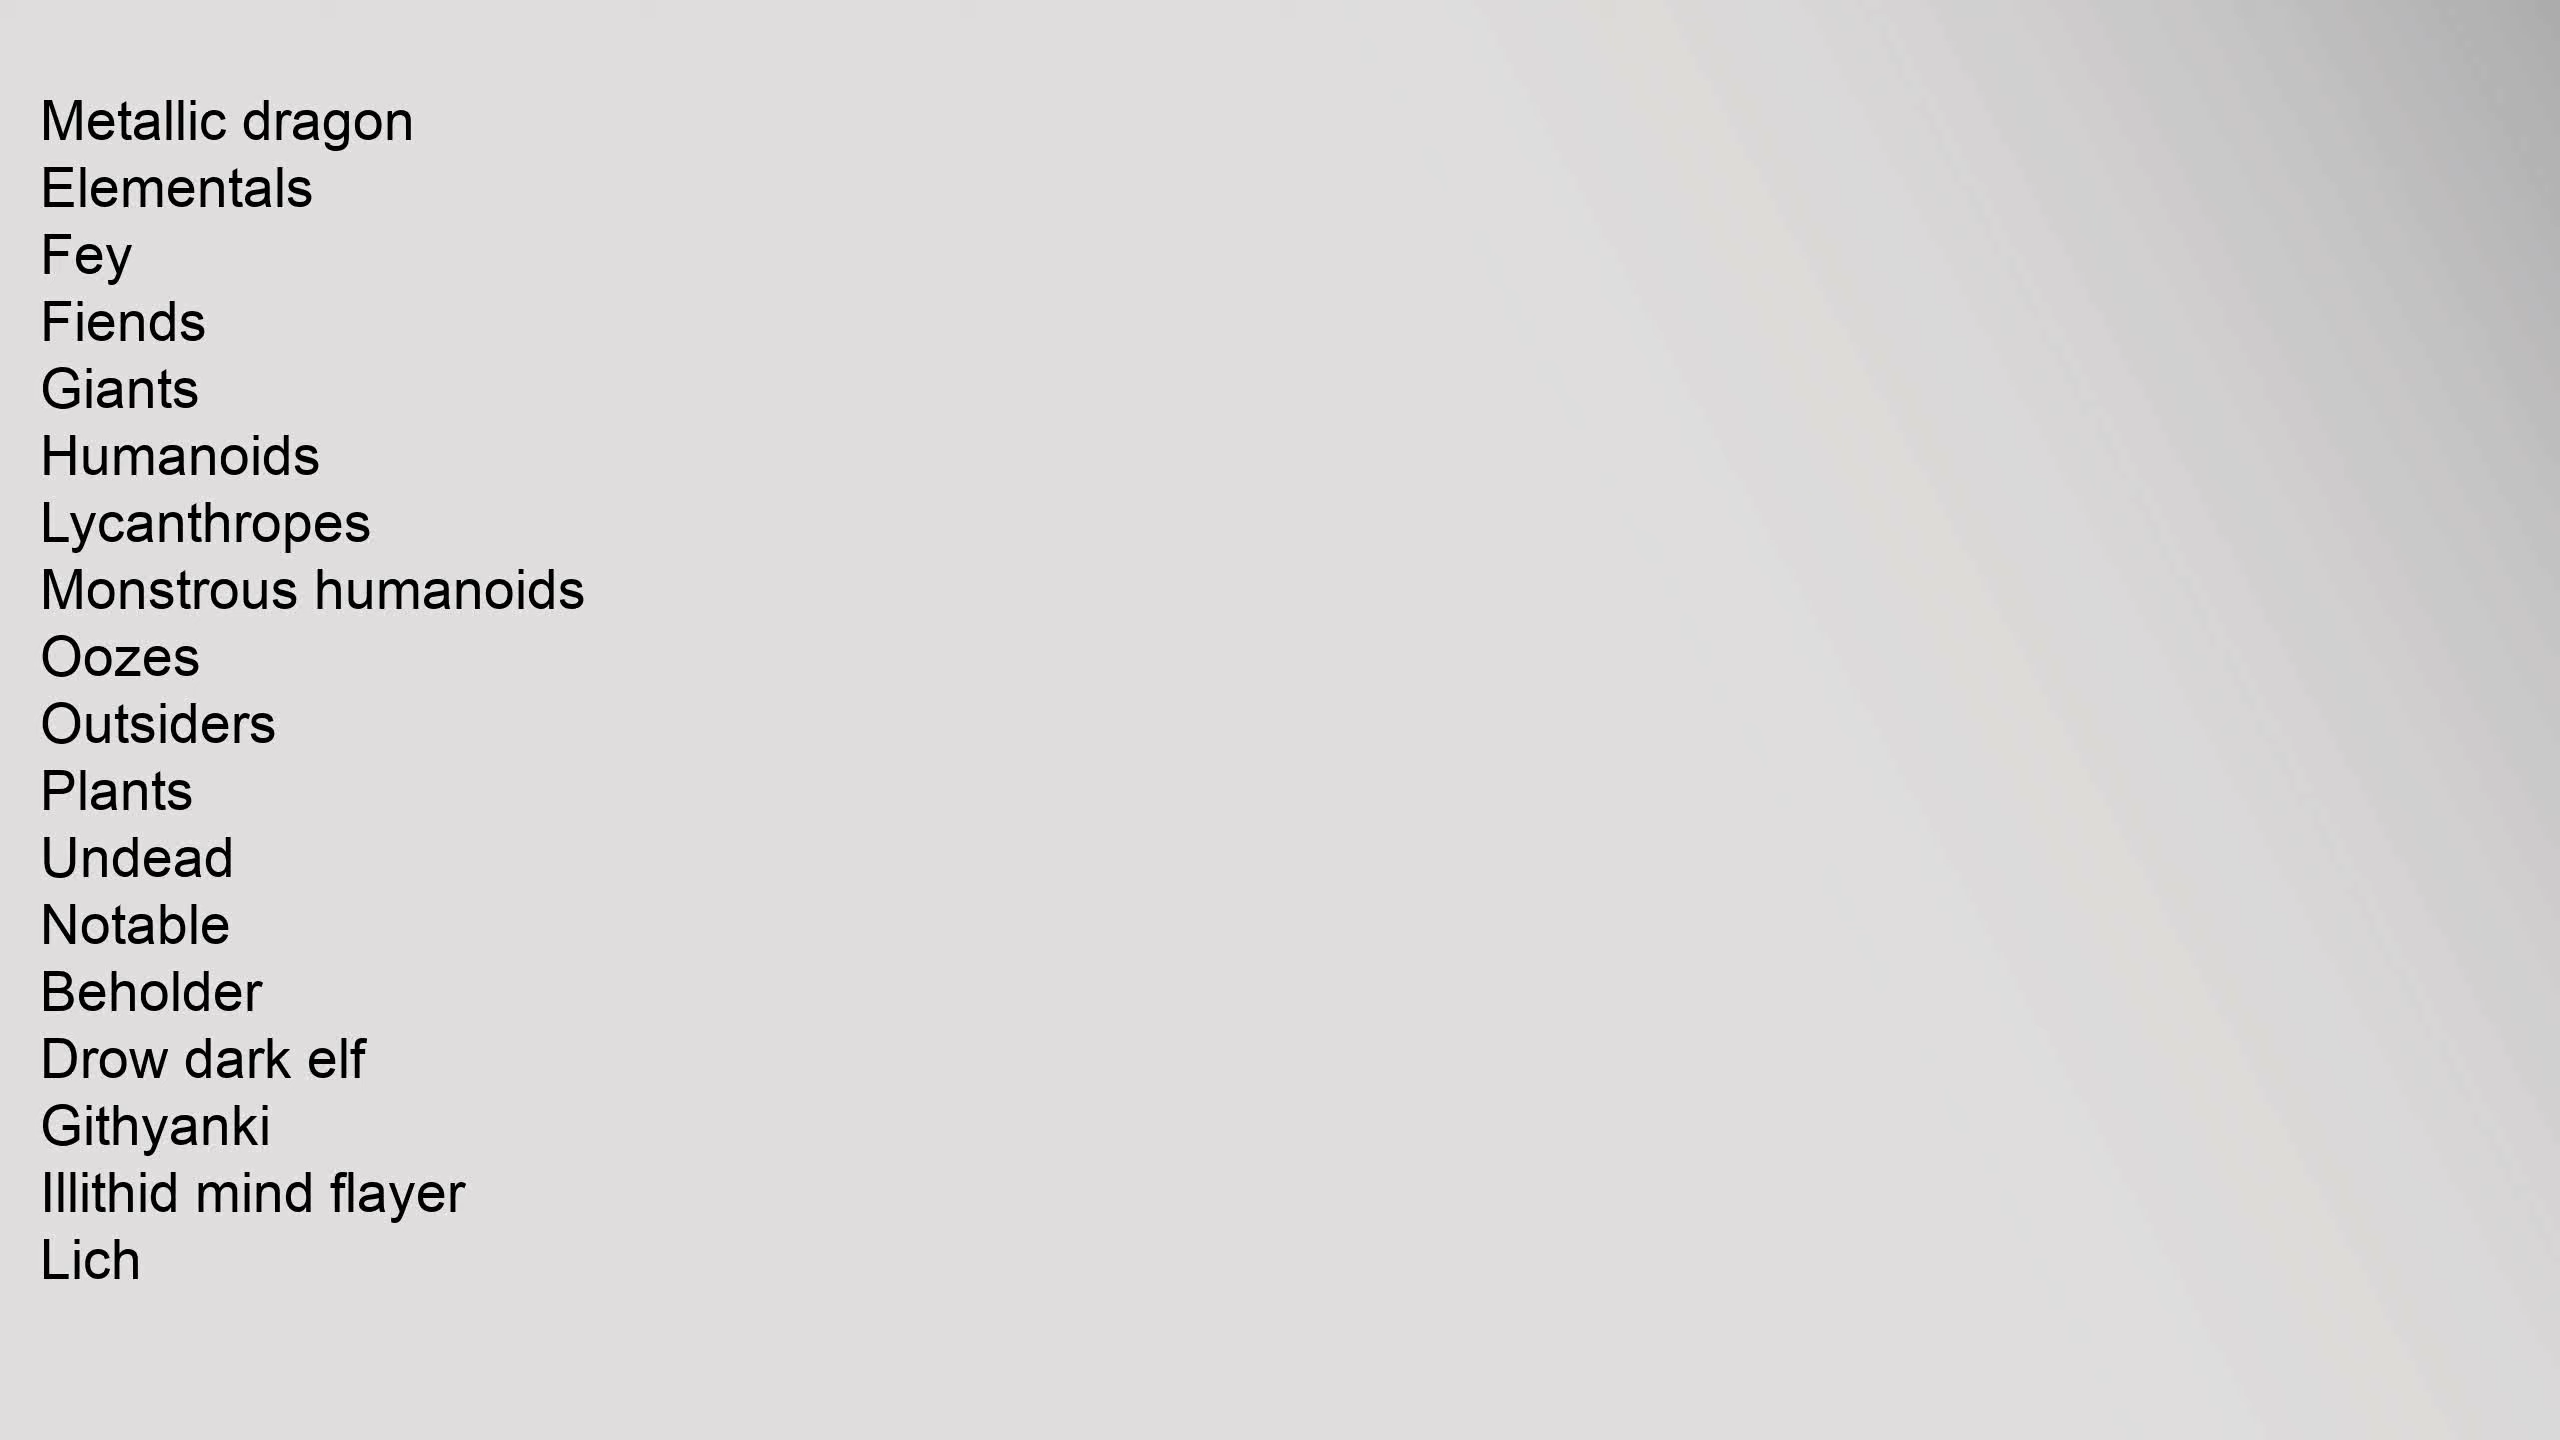 Metallic dragon
Elementals
Fey
Fiends
Giants
Humanoids
Lycanthropes
Monstrous humanoids
Oozes
Outsiders
Plants
Undead
Notable
Beholder
Drow dark elf
Githyanki
Illithid mind flayer
Lich